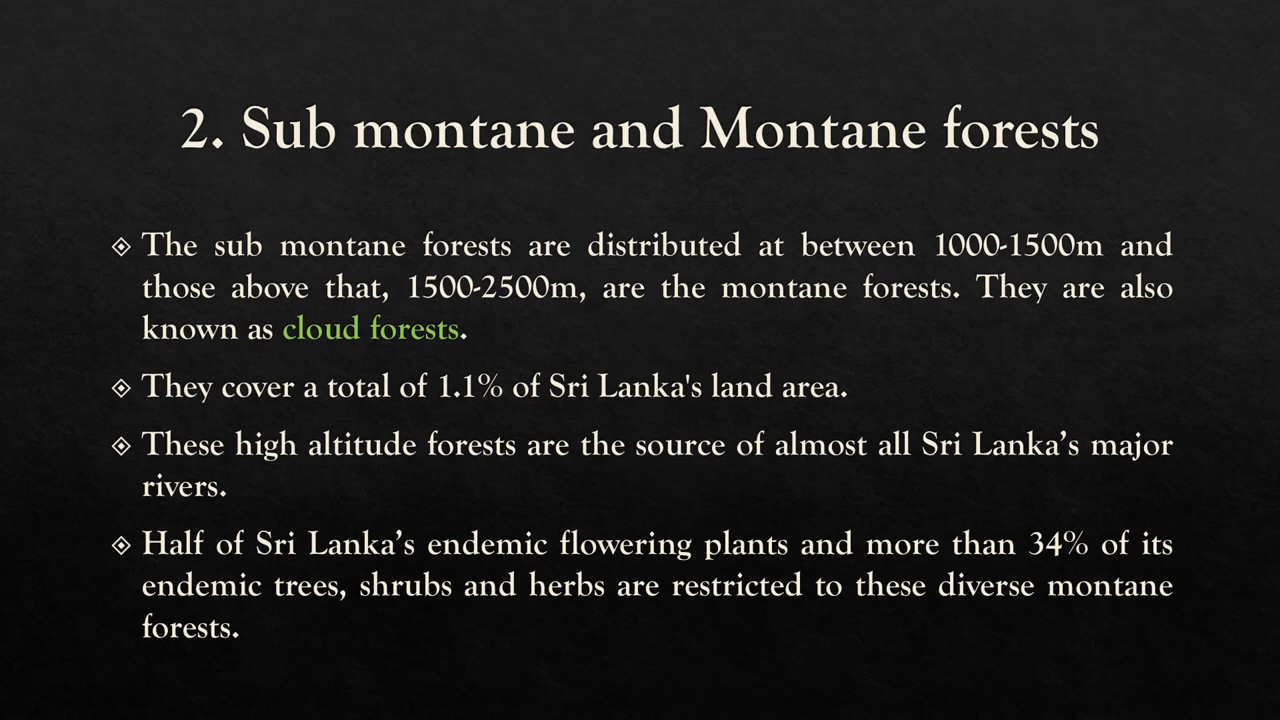 2. Sub montane and Montane forests
The sub montane forests are distributed at between 1000-1500m and
those above that, 1500-2500m, are the montane forests. They are also
known as cloud forests.
They cover a total of 1.1% of Sri Lanka's land area.
These high altitude forests are the source of almost all Sri Lanka’s major
rivers.
Half of Sri Lanka’s endemic flowering plants and more than 34% of its
endemic trees, shrubs and herbs are restricted to these diverse montane
forests.